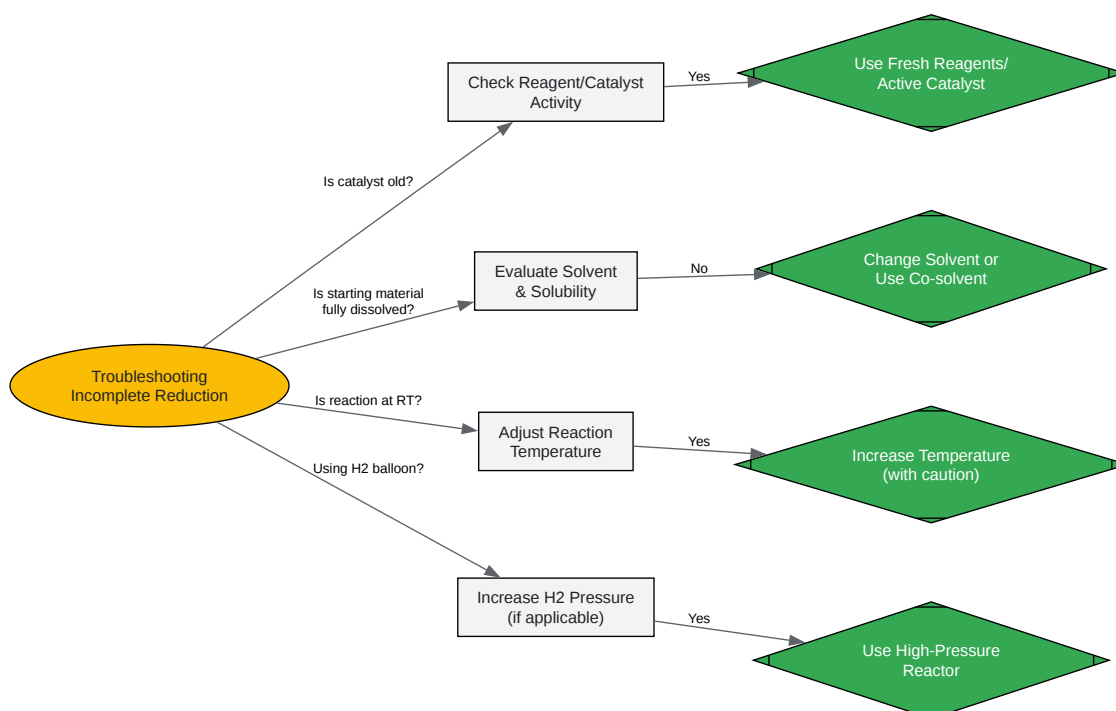 Use Fresh Reagents/
Active Catalyst
Yes
Check Reagent/Catalyst
Activity
Is catalyst old?
Change Solvent or
Use Co-solvent
No
Evaluate Solvent
& Solubility
Is starting material
fully dissolved?
Troubleshooting
Incomplete Reduction
Is reaction at RT?
Adjust Reaction
Temperature
Yes
Increase Temperature
(with caution)
Using H2 balloon?
Increase H2 Pressure
(if applicable)
Yes
Use High-Pressure
Reactor